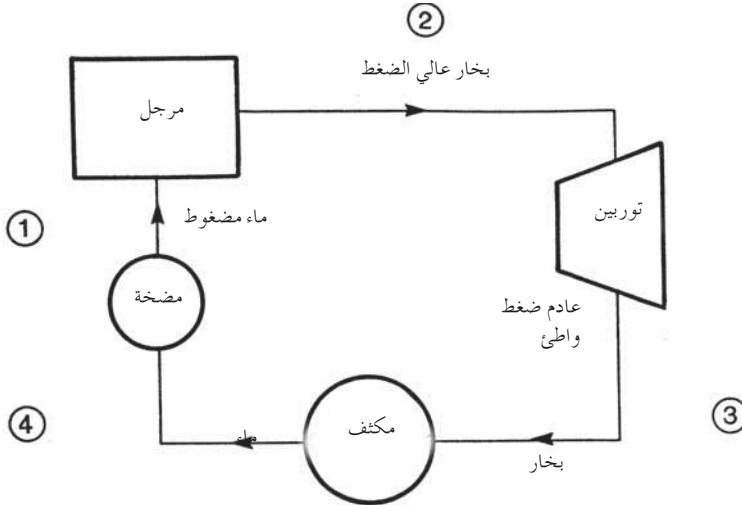 ②
بخار عالي الضغط
مرجل
توربين
①
ماء مضغوط
مضخة
عادم ضغط
واطئ
④
مكثف
③
ماء
بخار